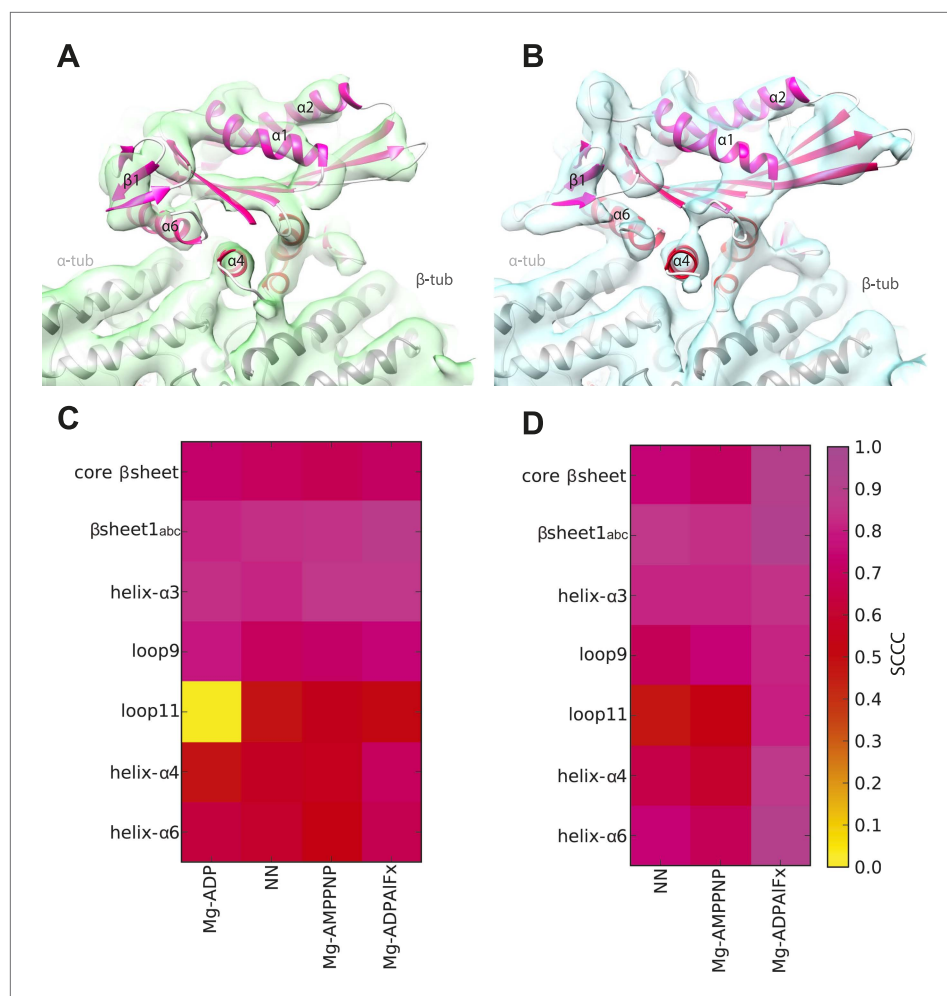 A
B
α2
α1
β1
α6
α4
α-tub
β-tub
α2
α1
β1
α6
α4
α-tub
β-tub
C
D
core βsheet
βsheet1abc
helix-α3
loop9
loop11
helix-α4
helix-α6
Mg-ADP
NN
Mg-AMPPNP
Mg-ADPAlFx
core βsheet
βsheet1abc
helix-α3
loop9
loop11
helix-α4
helix-α6
NN
Mg-AMPPNP
Mg-ADPAlFx
1.0
0.9
0.8
0.7
0.6
0.5
0.4
0.3
0.2
0.1
0.0
SCCC